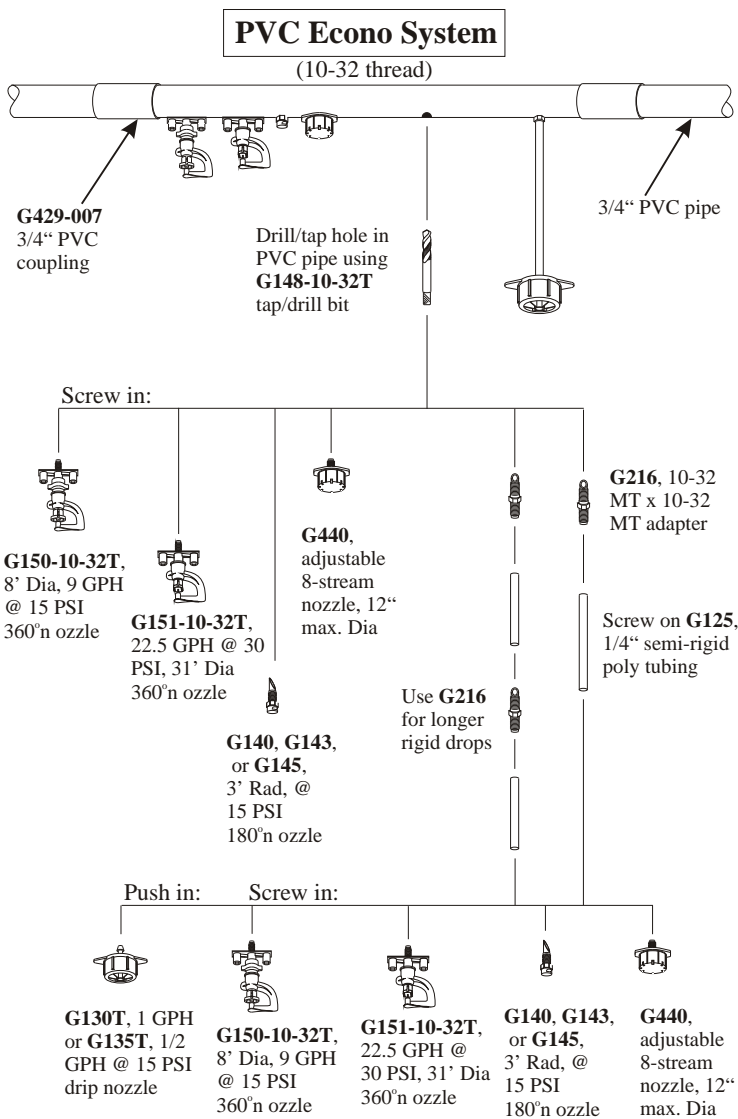 PVC Econo System
(10-32 thread)
G429-007
3/4“ PVC
coupling
Drill/tap hole in
PVC pipe using
G148-10-32T
tap/drill bit
3/4“ PVC pipe
Screw in:
G150-10-32T,
8’ Dia, 9 GPH
@ 15 PSI
360°n ozzle
G151-10-32T,
22.5 GPH @ 30
PSI, 31’ Dia
360°n ozzle
G140, G143,
or G145,
3’ Rad, @
15 PSI
180°n ozzle
G440,
adjustable
8-stream
nozzle, 12“
max. Dia
G216, 10-32
MT x 10-32
MT adapter
Screw on G125,
1/4“ semi-rigid
poly tubing
Use G216
for longer
rigid drops
Push in:
Screw in:
G130T, 1 GPH
or G135T, 1/2
GPH @ 15 PSI
drip nozzle
G150-10-32T,
8’ Dia, 9 GPH
@ 15 PSI
360°n ozzle
G151-10-32T,
22.5 GPH @
30 PSI, 31’ Dia
360°n ozzle
G140, G143,
or G145,
3’ Rad, @
15 PSI
180°n ozzle
G440,
adjustable
8-stream
nozzle, 12“
max. Dia